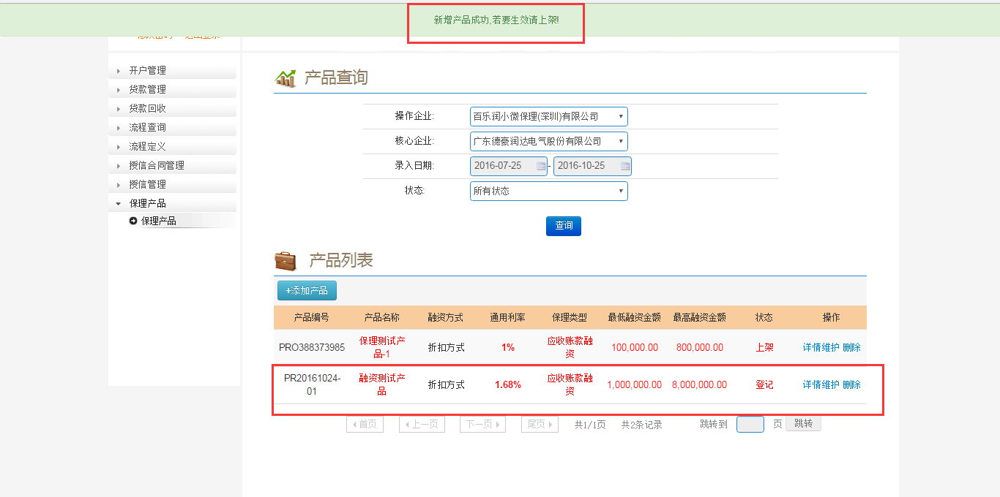 新增产品成功,若要生效请上架!
开户管理
贷款管理
贷款回收
流程查询
流程定义
授信合同管理
授信管理
保理产品
保理产品
产品查询
操作企业: 百乐润小微保理(深圳)有限公司
核心企业: 广东德豪润达电气股份有限公司
录入日期: 2016-07-25 - 2016-10-25
状态: 所有状态
查询
产品列表
+添加产品
产品编号 产品名称 融资方式 通用利率 保理类型 最低融资金额 最高融资金额 状态 操作
PRO388373985 保理测试产品-1 折扣方式 1% 应收账款融资 100,000.00 800,000.00 上架 详情维护 删除
PR20161024-01 融资测试产品 折扣方式 1.68% 应收账款融资 1,000,000.00 8,000,000.00 登记 详情维护 删除
首页 上一页 下一页 尾页 共1/1页 共2条记录 跳转到 页 跳转